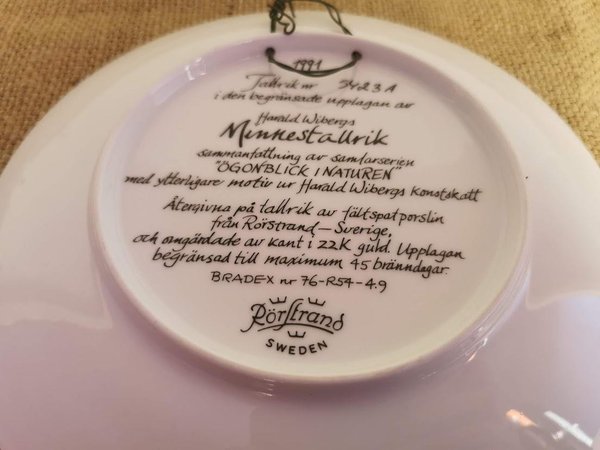 1991
Tallrik nr 3423 A
i den begränsade upplagan av
Harald Wibergs
Minnestallrik
sammanfattning av samlarserien
"ÖGONBLICK I NATUREN"
med ytterligare motiv ur Harald Wibergs konstskatt
Återgivna på tallrik av fältspatporslin
från Rörstrand—Sverige,
och omgärdade av kant i 22K guld. Upplagan
begränsad till maximum 45 bränndagar.
BRADEX nr 76-R54-4.9
Rörstrand
SWEDEN